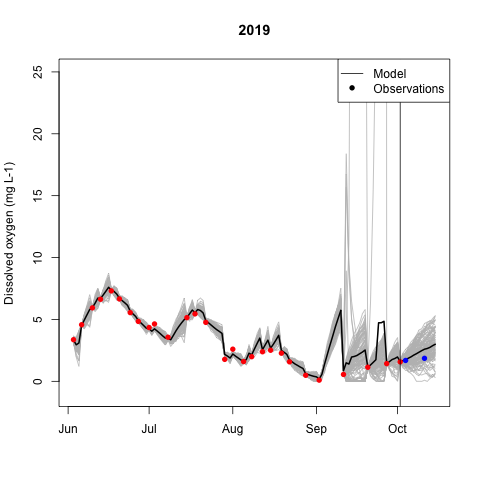 2019
Model
Observations
Dissolved oxygen (mg L-1)
25
20
15
10
5
0
Jun
Jul
Aug
Sep
Oct